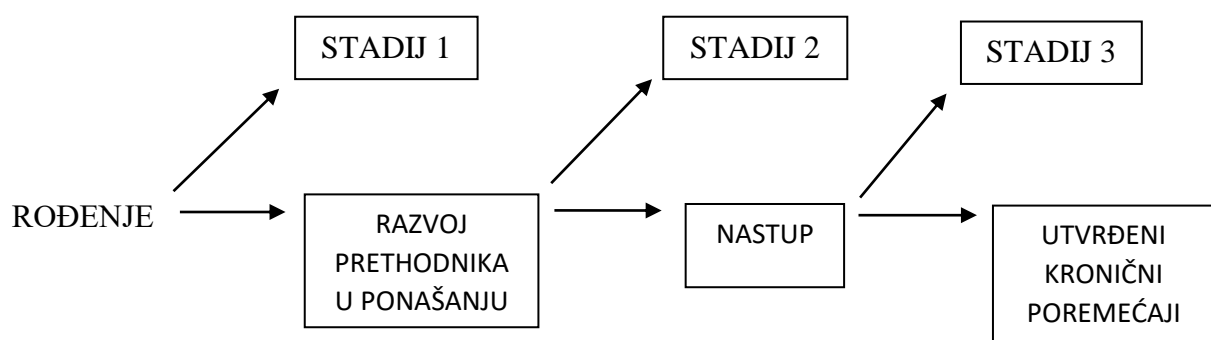 STADIJ 1
STADIJ 2
STADIJ 3
ROĐENJE
RAZVOJ
PRETHODNIKA
U PONAŠANJU
NASTUP
UTVRĐENI
KRONIČNI
POREMEĆAJI